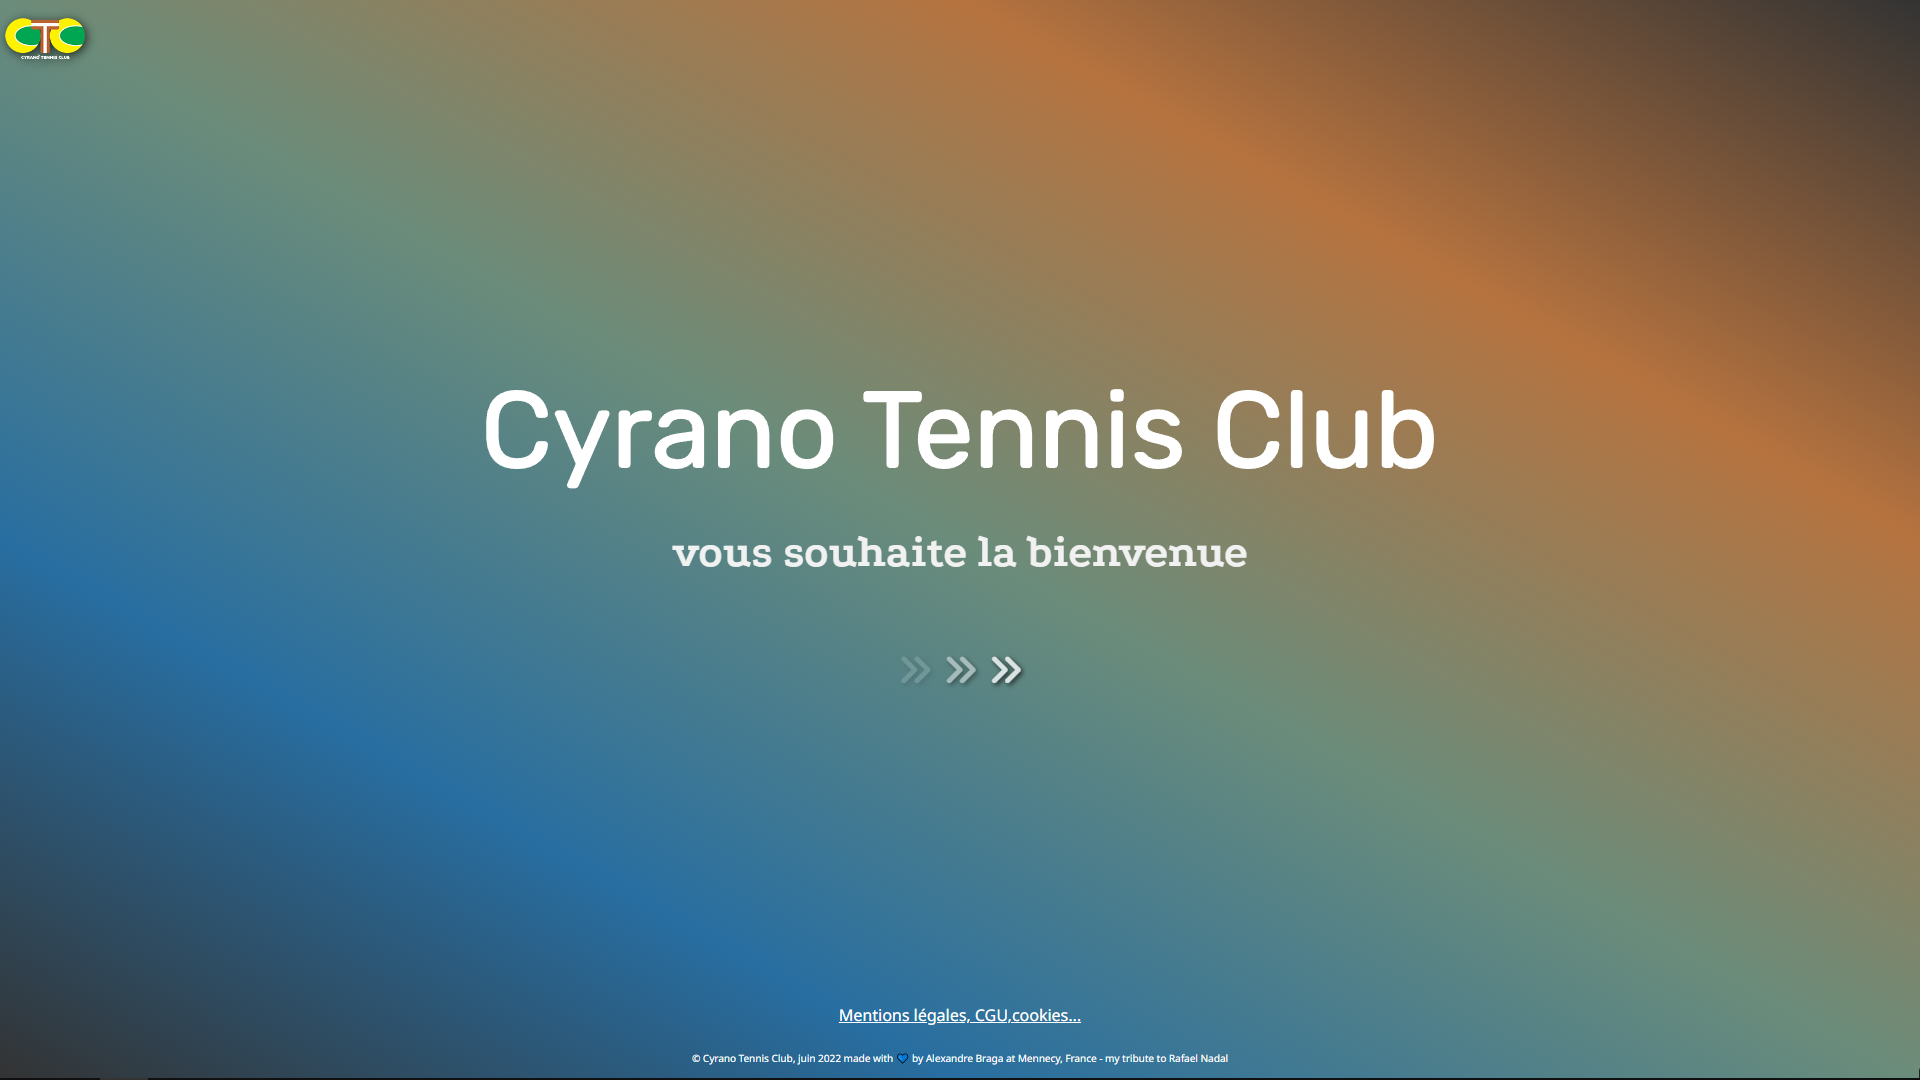 CTC
CYRANO TENNIS CLUB
Cyrano Tennis Club
vous souhaite la bienvenue
Mentions légales, CGU,cookies...
© Cyrano Tennis Club, juin 2022 made with 💙 by Alexandre Braga at Mennecy, France - my tribute to Rafael Nadal